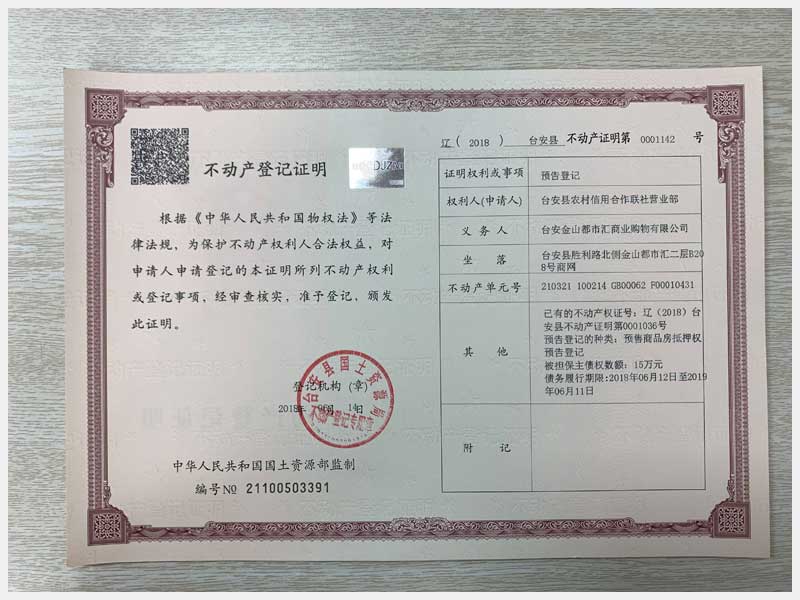 不动产登记证明
根据《中华人民共和国物权法》等法
律法规，为保护不动产权利人合法权益，对
申请人申请登记的本证明所列不动产权利
或登记事项，经审查核实，准予登记，颁发
此证明。
登记机构（章）
2018年
月
日
台安县国土资源局
中华人民共和国国土资源部监制
编号№ 21100503391
辽（2018）台安县 不动产证明第 0001142 号
证明权利或事项 预告登记
权利人(申请人) 台安县农村信用合作联社营业部
义务人 台安金山都市汇商业购物有限公司
坐落 台安县胜利路北侧金山都市汇二层B20
8号商网
不动产单元号 210321 100214 GB00062 F00010431
其他
已有的不动产权证号：辽（2018）台
安县不动产证明第0001036号
预告登记的种类：预售商品房抵押权
预告登记
被担保主债权数额：15万元
债务履行期限:2018年06月12日至2019
年06月11日
附记